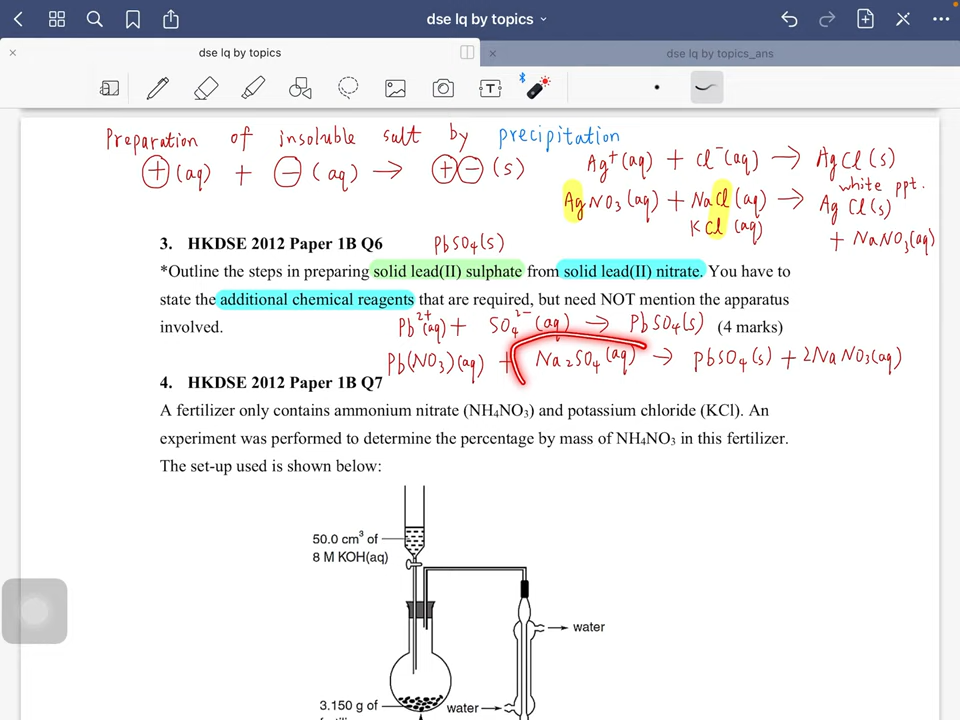 dse lq by topics
dse lq by topics
dse lq by topics_ans
Preparation of insoluble salt by precipitation
+ (aq) + - (aq) → + - (s)
Ag⁺(aq) + Cl⁻(aq) → AgCl(s)
white ppt.
AgNO₃(aq) + NaCl(aq) → AgCl(s)
KCl(aq)
+ NaNO₃(aq)
3. HKDSE 2012 Paper 1B Q6
PbSO₄(s)
*Outline the steps in preparing solid lead(II) sulphate from solid lead(II) nitrate. You have to
state the additional chemical reagents that are required, but need NOT mention the apparatus
involved.
Pb²⁺(aq) + SO₄²⁻(aq) → PbSO₄(s)
(4 marks)
Pb(NO₃)(aq) + Na₂SO₄(aq) → PbSO₄(s) + 2NaNO₃(aq)
4. HKDSE 2012 Paper 1B Q7
A fertilizer only contains ammonium nitrate (NH₄NO₃) and potassium chloride (KCl). An
experiment was performed to determine the percentage by mass of NH₄NO₃ in this fertilizer.
The set-up used is shown below:
50.0 cm³ of
8 M KOH(aq)
water
3.150 g of
water